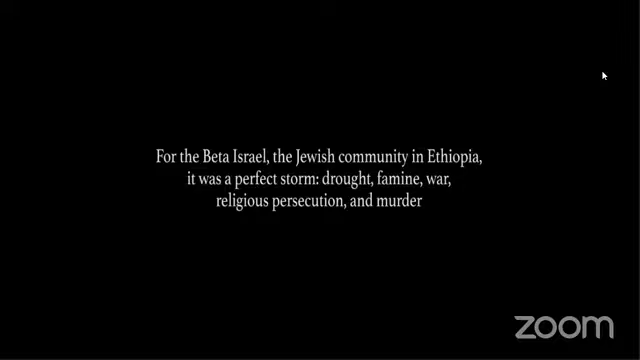 For the Beta Israel, the Jewish community in Ethiopia,
it was a perfect storm: drought, famine, war,
religious persecution, and murder
zoom